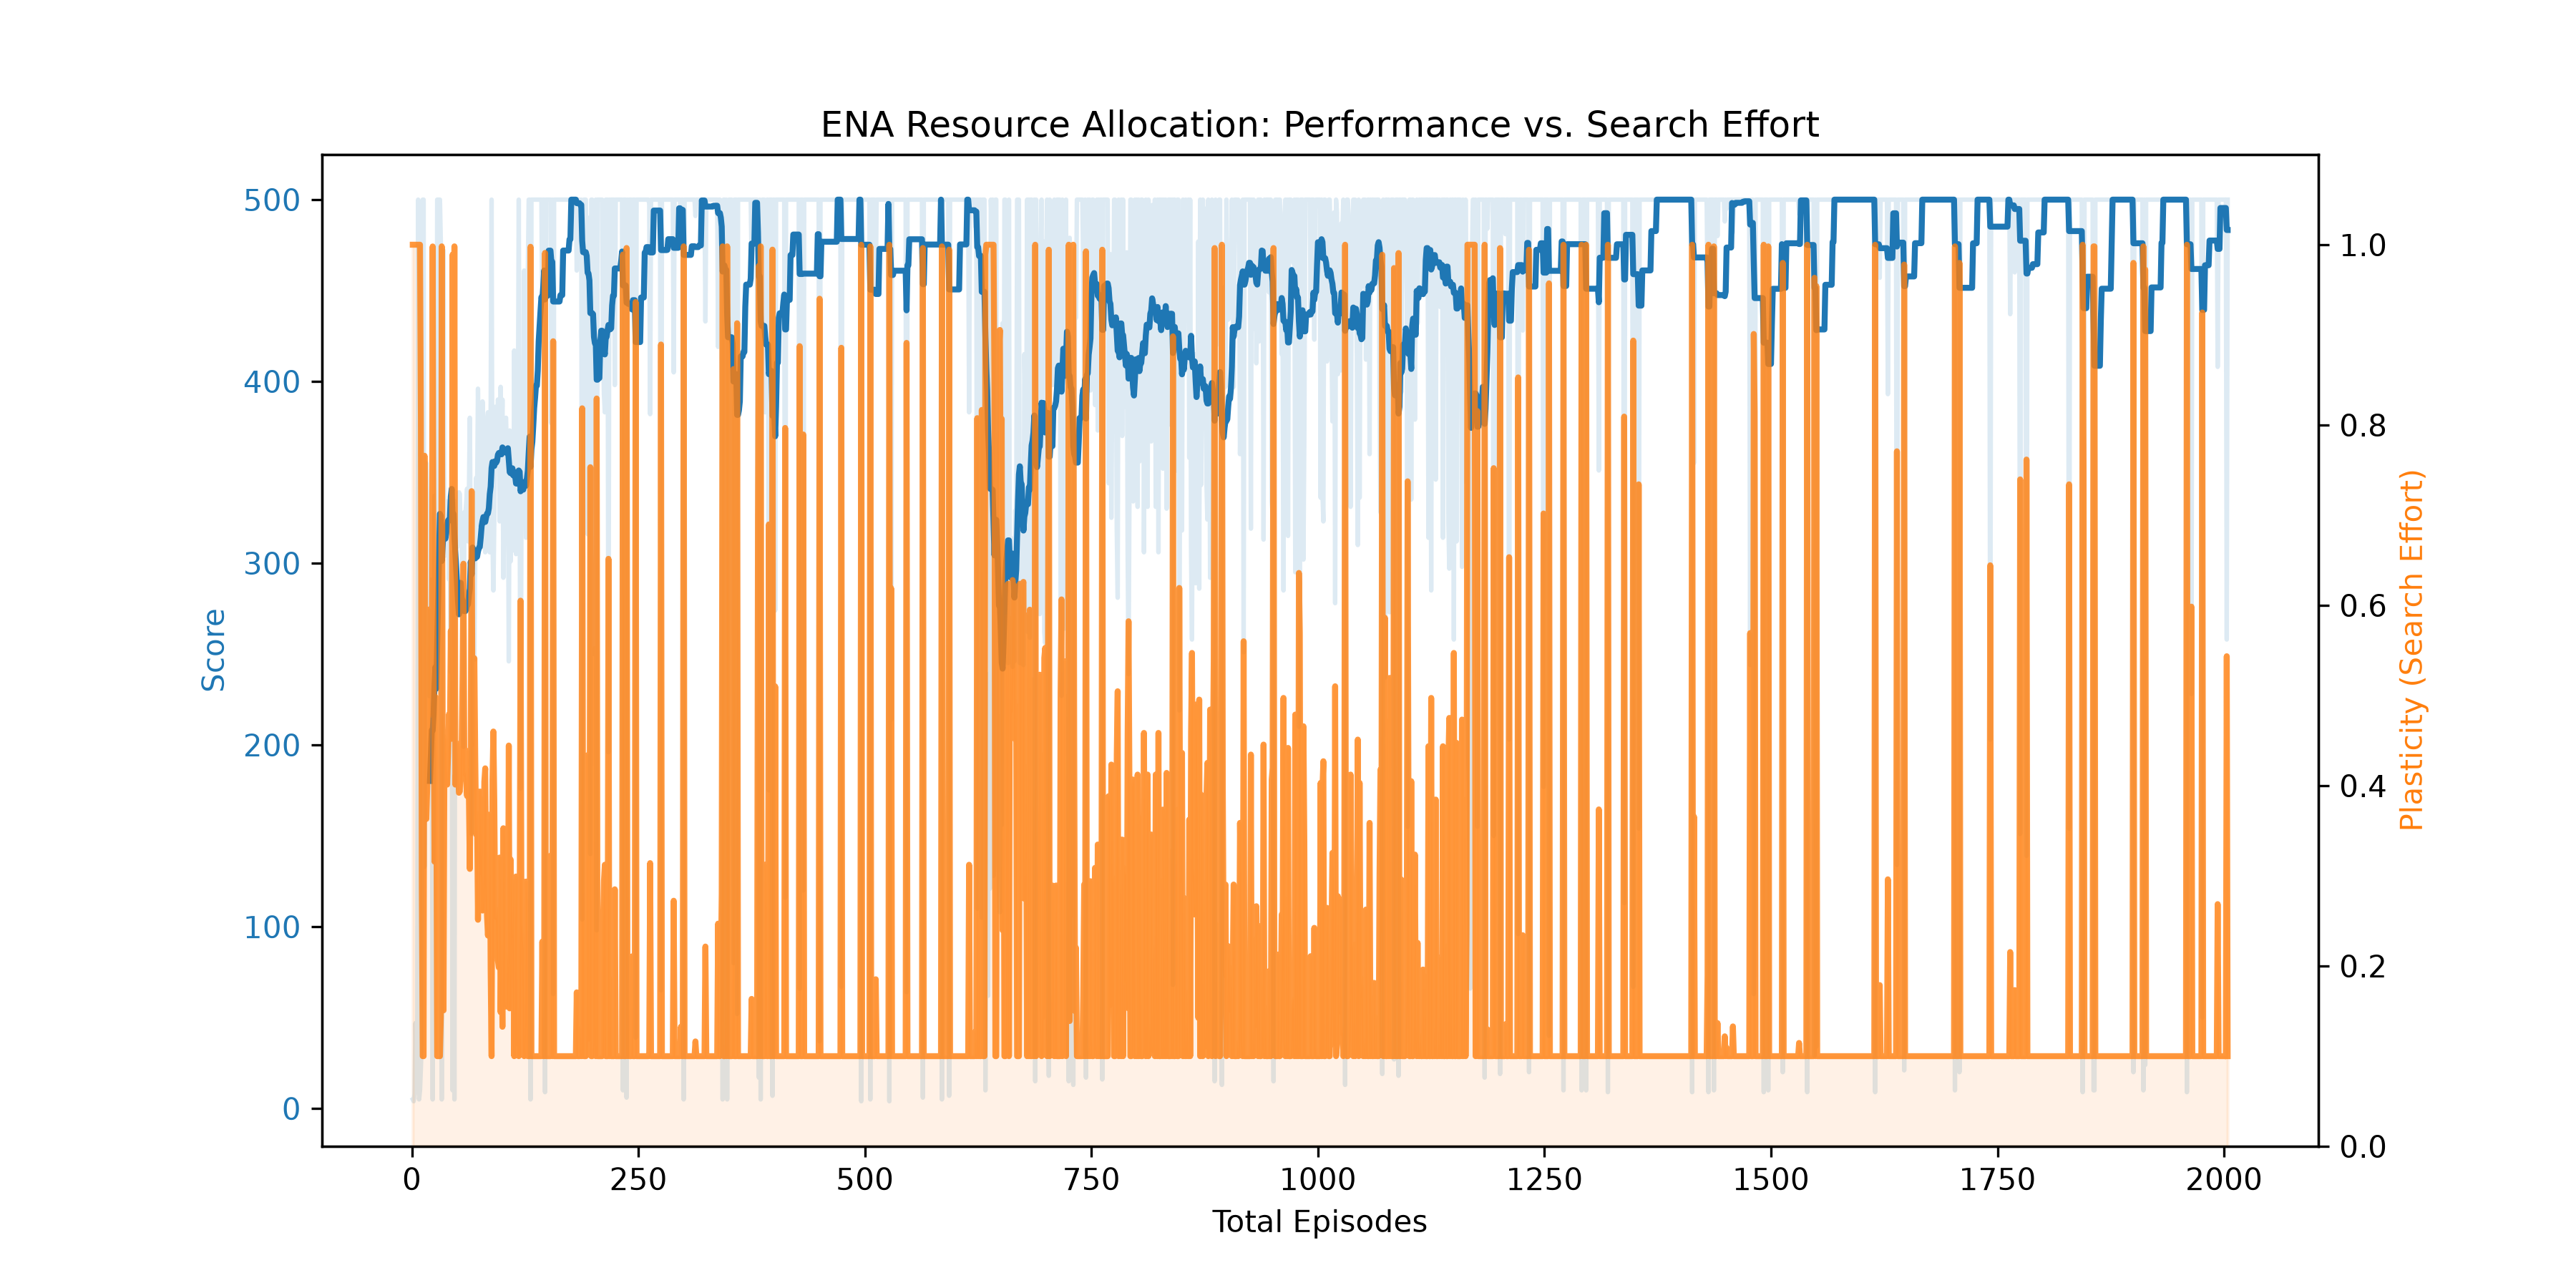 ENA Resource Allocation: Performance vs. Search Effort
500
400
300
200
100
0
Score
1.0
0.8
0.6
0.4
0.2
0.0
Plasticity (Search Effort)
0 250 500 750 1000 1250 1500 1750 2000
Total Episodes